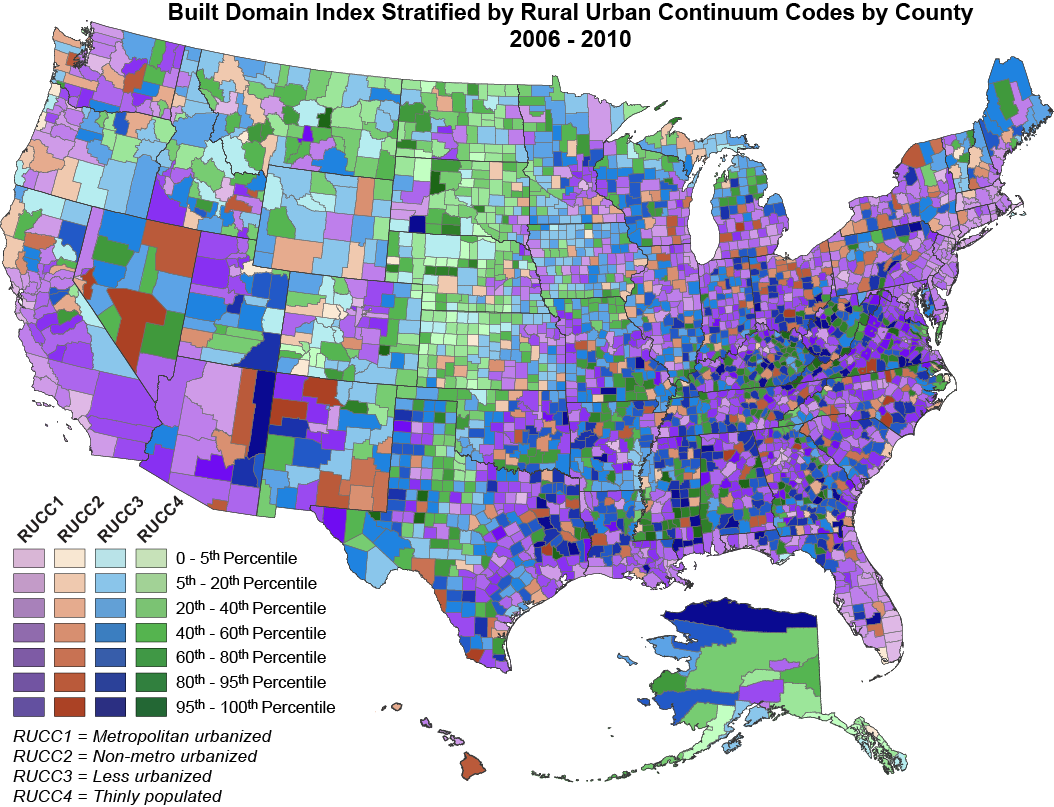 Built Domain Index Stratified by Rural Urban Continuum Codes by County
2006 - 2010
RUCC1 RUCC2 RUCC3 RUCC4
0 - 5th Percentile
5th - 20th Percentile
20th - 40th Percentile
40th - 60th Percentile
60th - 80th Percentile
80th - 95th Percentile
95th - 100th Percentile
RUCC1 = Metropolitan urbanized
RUCC2 = Non-metro urbanized
RUCC3 = Less urbanized
RUCC4 = Thinly populated